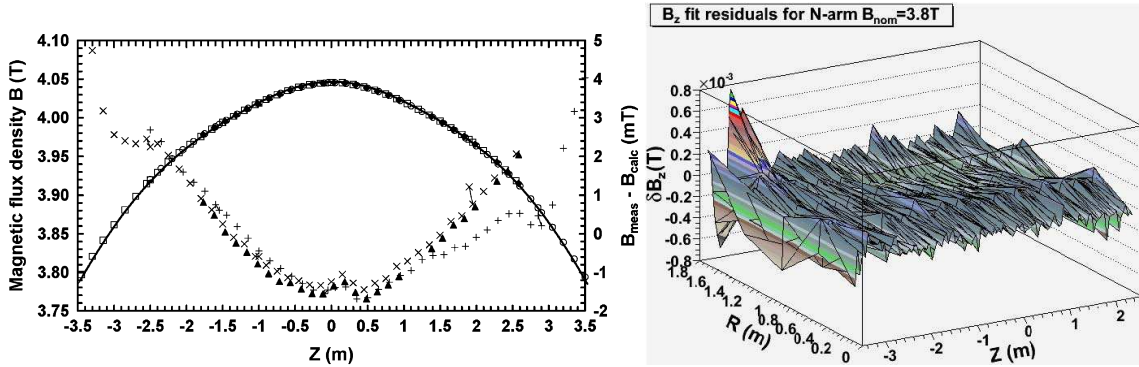 B_z fit residuals for N-arm B_nom=3.8T
Magnetic flux density B (T)
4.10
4.05
4.00
3.95
3.90
3.85
3.80
3.75
-3.5 -3 -2.5 -2 -1.5 -1 -0.5 0 0.5 1 1.5 2 2.5 3 3.5
Z (m)
5
4
3
2
1
0
-1
-2
B_meas - B_calc (mT)
δB_z(T)
×10^-3
0.8
0.6
0.4
0.2
0
-0.2
-0.4
-0.6
-0.8
1.8 1.6 1.4 1.2 1 0.8 0.6 0.4 0.2 0
R (m)
-3 -2 -1 0 1 2
Z (m)